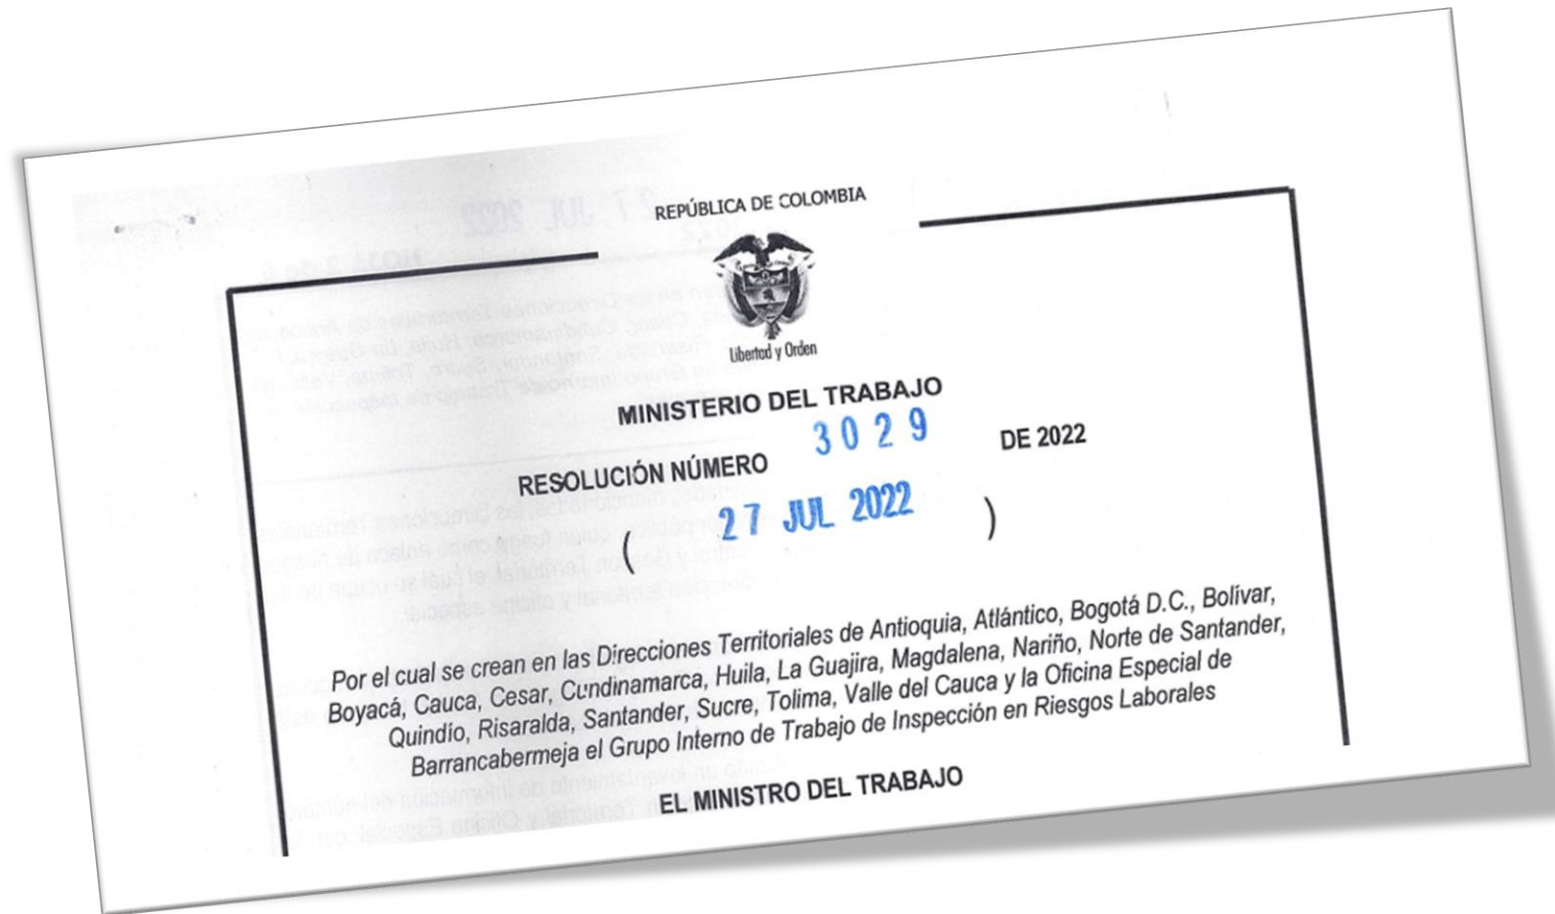 REPÚBLICA DE COLOMBIA
Libertad y Orden
MINISTERIO DEL TRABAJO
RESOLUCIÓN NÚMERO 3029 DE 2022
( 27 JUL 2022 )
Por el cual se crean en las Direcciones Territoriales de Antioquia, Atlántico, Bogotá D.C., Bolívar,
Boyacá, Cauca, Cesar, Cundinamarca, Huila, La Guajira, Magdalena, Nariño, Norte de Santander,
Quindío, Risaralda, Santander, Sucre, Tolima, Valle del Cauca y la Oficina Especial de
Barrancabermeja el Grupo Interno de Trabajo de Inspección en Riesgos Laborales
EL MINISTRO DEL TRABAJO